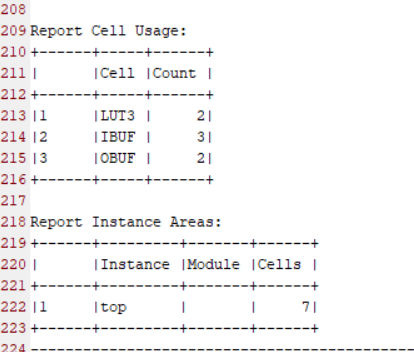 208
209 Report Cell Usage:
210 +------+-----+------+
211 |      |Cell |Count |
212 +------+-----+------+
213 |1     |LUT3 |     2|
214 |2     |IBUF |     3|
215 |3     |OBUF |     2|
216 +------+-----+------+
217
218 Report Instance Areas:
219 +------+---------+-------+------+
220 |      |Instance |Module |Cells |
221 +------+---------+-------+------+
222 |1     |top      |       |     7|
223 +------+---------+-------+------+
224 ------------------------------------------